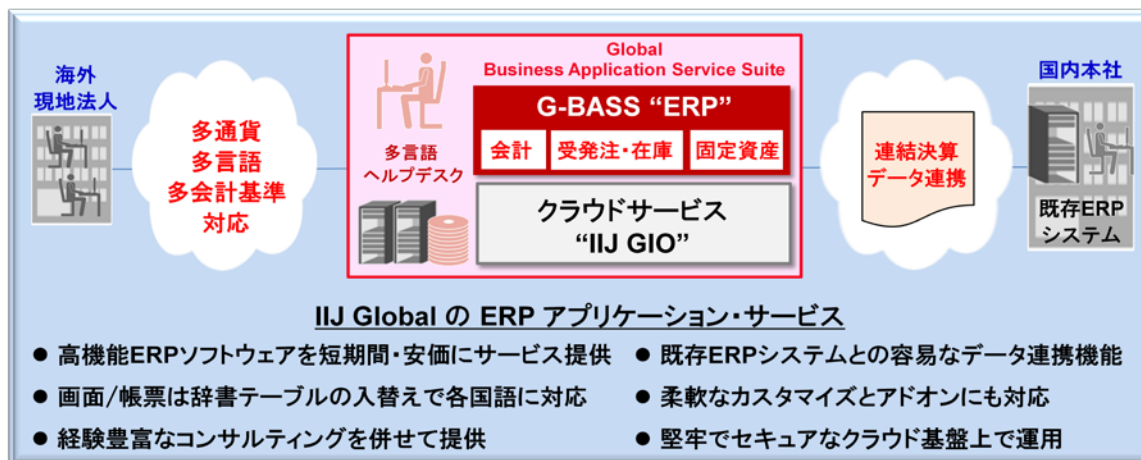 海外
現地法人
多通貨
多言語
多会計基準
対応
Global
Business Application Service Suite
多言語
ヘルプデスク
G-BASS “ERP”
会計
受発注・在庫
固定資産
クラウドサービス
“IIJ GIO”
連結決算
データ連携
国内本社
既存ERP
システム
IIJ Global の ERP アプリケーション・サービス
● 高機能ERPソフトウェアを短期間・安価にサービス提供
● 画面/帳票は辞書テーブルの入替えで各国語に対応
● 経験豊富なコンサルティングを併せて提供
● 既存ERPシステムとの容易なデータ連携機能
● 柔軟なカスタマイズとアドオンにも対応
● 堅牢でセキュアなクラウド基盤上で運用